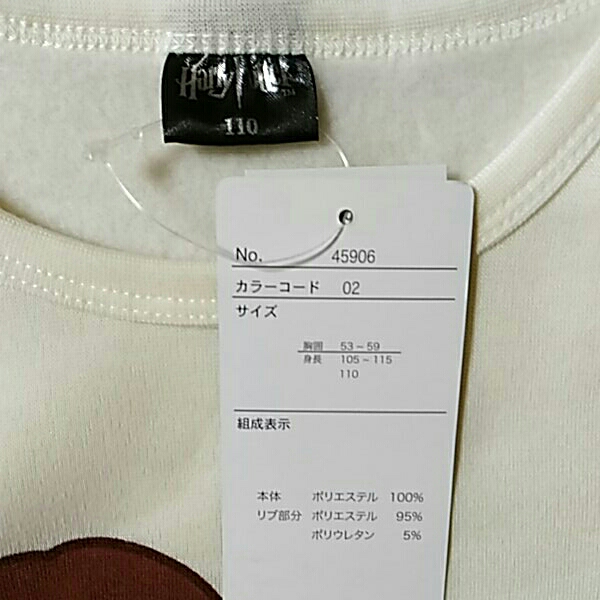 Harry Potter
110
No. 45906
カラーコード 02
サイズ
胸囲 53～59
身長 105～115
110
組成表示
本体 ポリエステル 100%
リブ部分 ポリエステル 95%
ポリウレタン 5%